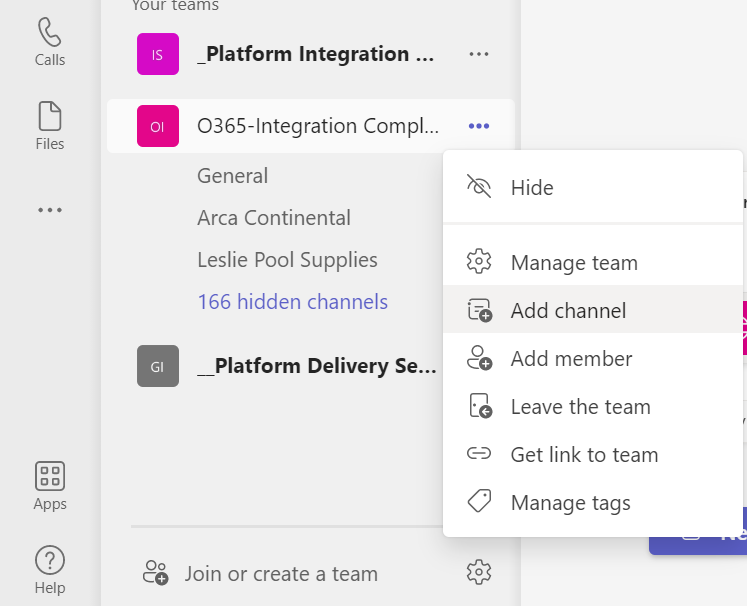 Your teams
Calls
IS
_Platform Integration ...
OI
O365-Integration Compl...
Files
General
Hide
Arca Continental
Leslie Pool Supplies
Manage team
166 hidden channels
Add channel
GI
__Platform Delivery Se...
Add member
Leave the team
Get link to team
Apps
Manage tags
Join or create a team
Help